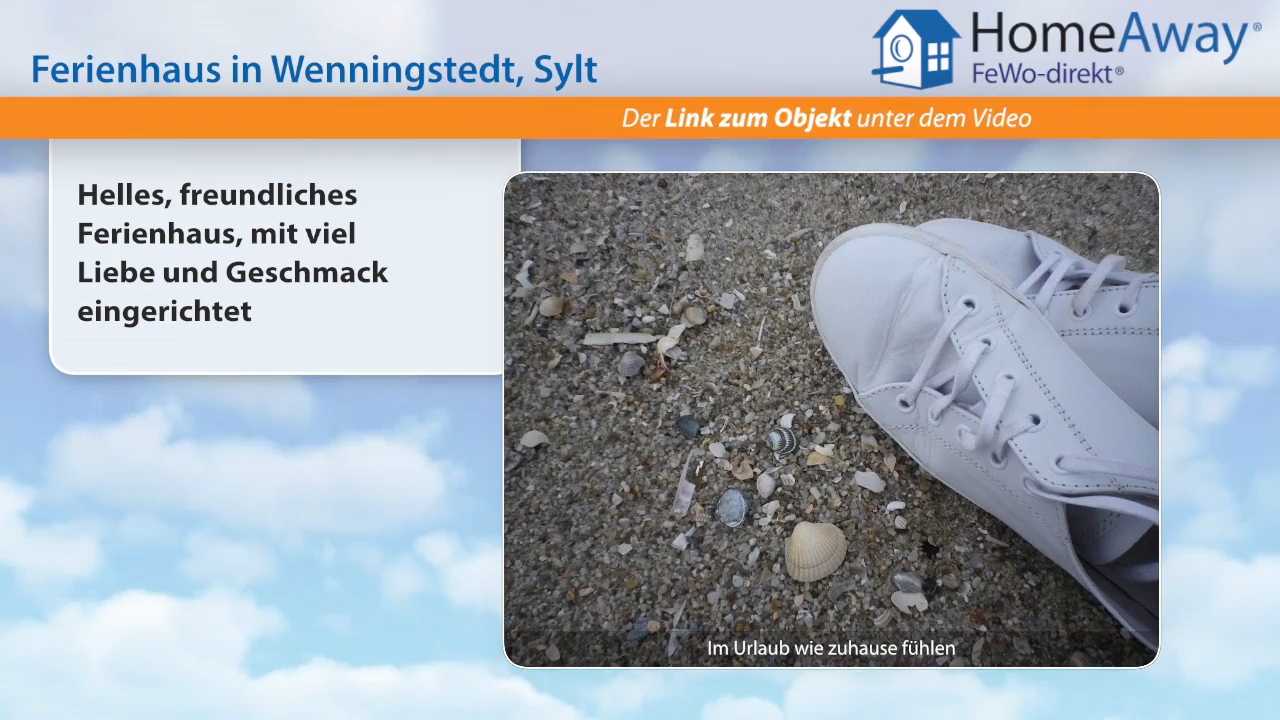 Ferienhaus in Wenningstedt, Sylt
HomeAway®
FeWo-direkt®
Der Link zum Objekt unter dem Video
Helles, freundliches
Ferienhaus, mit viel
Liebe und Geschmack
eingerichtet
Im Urlaub wie zuhause fühlen